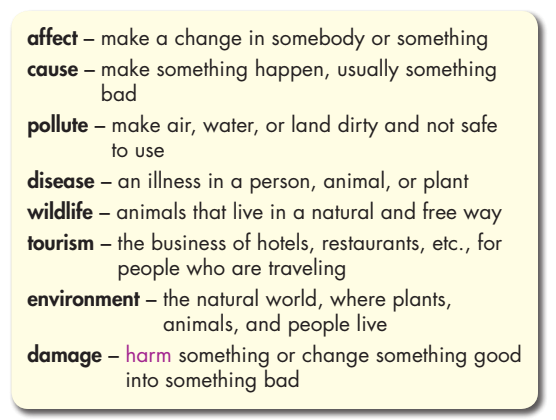 affect – make a change in somebody or something
cause – make something happen, usually something
bad
pollute – make air, water, or land dirty and not safe
to use
disease – an illness in a person, animal, or plant
wildlife – animals that live in a natural and free way
tourism – the business of hotels, restaurants, etc., for
people who are traveling
environment – the natural world, where plants,
animals, and people live
damage – harm something or change something good
into something bad